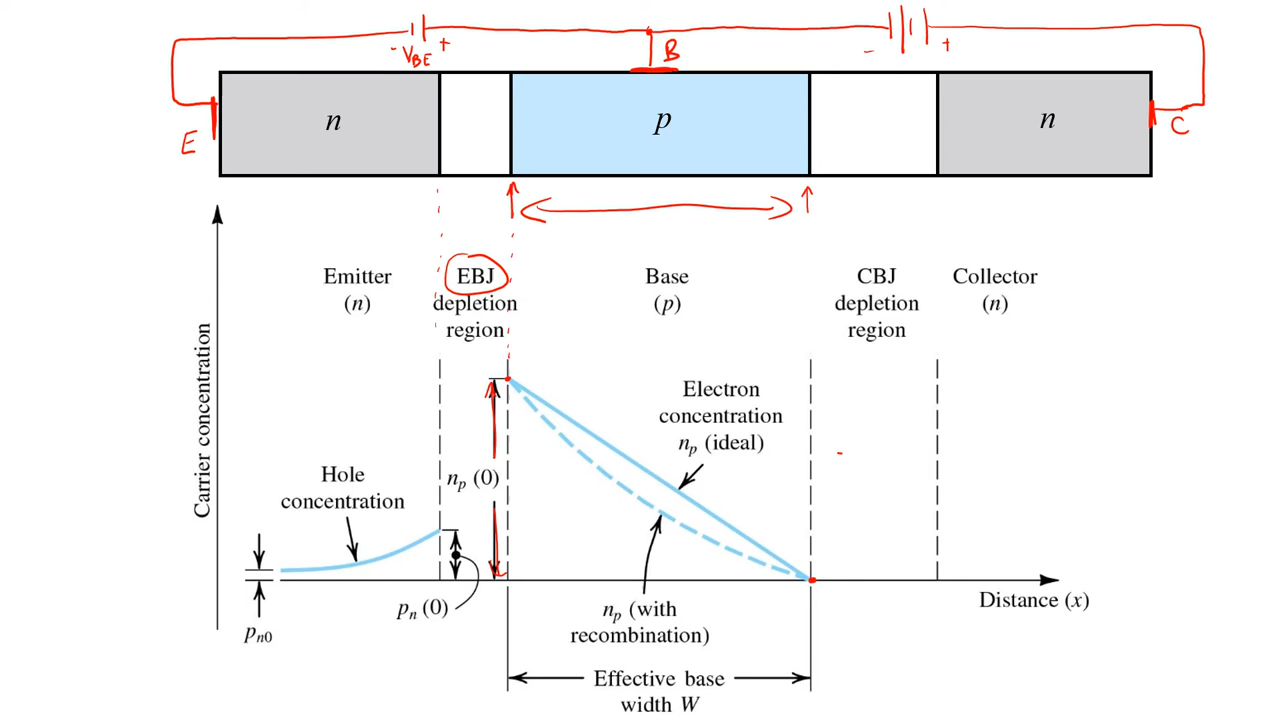 - V_BE +
B
- +
E
n
p
n
C
Emitter
(n)
EBJ
depletion
region
Base
(p)
CBJ
depletion
region
Collector
(n)
Carrier concentration
Electron
concentration
n_p (ideal)
Hole
concentration
n_p (0)
p_n (0)
p_n0
n_p (with
recombination)
Distance (x)
Effective base
width W